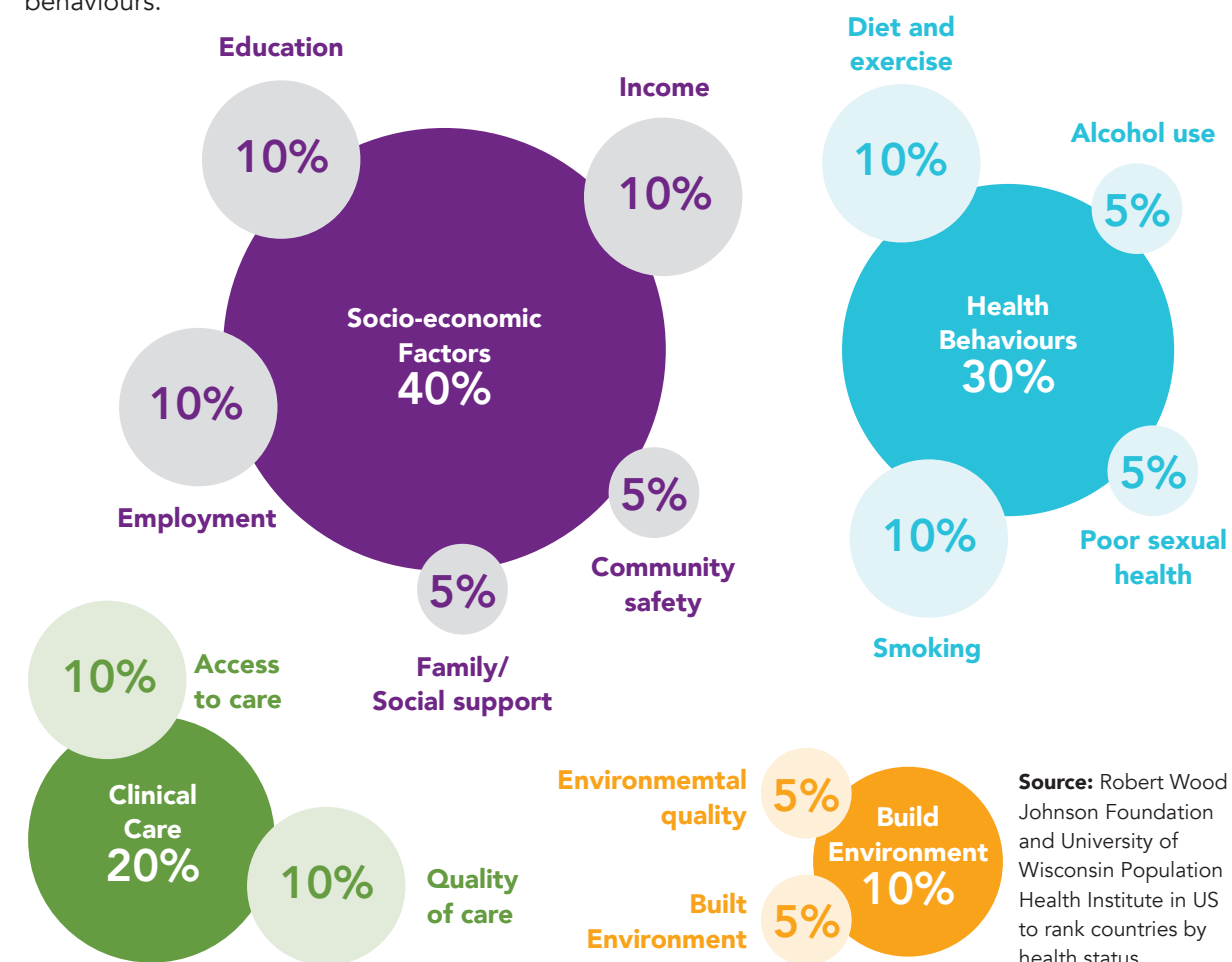 behaviours.
Education
10%
Income
10%
Socio-economic
Factors
40%
10%
Employment
5%
Community
safety
5%
Family/
Social support
Diet and
exercise
10%
Alcohol use
5%
Health
Behaviours
30%
5%
Poor sexual
health
10%
Smoking
10%
Access
to care
Clinical
Care
20%
10%
Quality
of care
Environmemtal
quality
5%
Build
Environment
10%
Built
Environment
5%
Source: Robert Wood
Johnson Foundation
and University of
Wisconsin Population
Health Institute in US
to rank countries by
health status